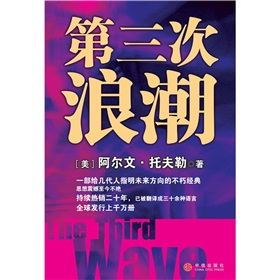 第三次
浪潮
[美] 阿尔文·托夫勒 著
一部给几代人指明未来方向的不朽经典
思想震撼至今不绝
持续热销二十年，已被翻译成三十余种语言
全球发行上千万册
The Third
Wave
中信出版社